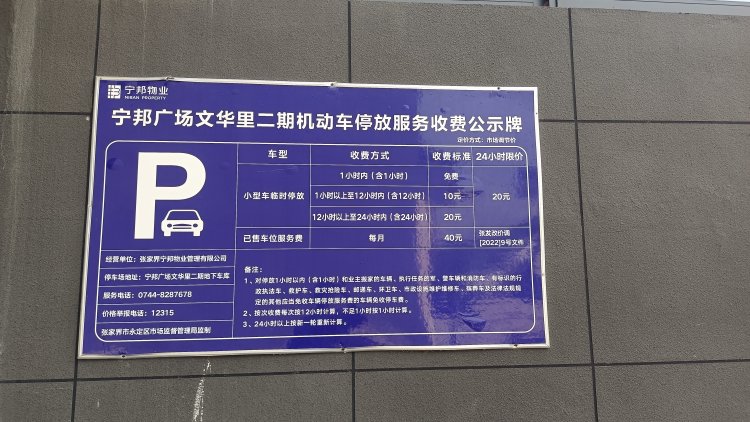 宁邦物业
NIBAN PROPERTY
宁邦广场文华里二期机动车停放服务收费公示牌
定价方式：市场调节价
P
车型 收费方式 收费标准 24小时限价
小型车临时停放
1小时内（含1小时） 免费
1小时以上至12小时内（含12小时） 10元 20元
12小时以上至24小时内（含24小时） 20元
已售车位服务费 每月 40元 张发改价调[2022]9号文件
经营单位：张家界宁邦物业管理有限公司
停车场地址：宁邦广场文华里二期地下车库
服务电话：0744-8287678
价格举报电话：12315
张家界市永定区市场监督管理局监制
备注：
1、对停放1小时以内（含1小时）和业主搬家的车辆、执行任务的军、警车辆和消防车、有标识的行
政执法车、救护车、救灾抢险车、邮递车、环卫车、市政设施维护维修车、殡葬车及法律法规规
定的其他应当免收车辆停放服务费的车辆免收停车费。
2、按次收费每次按12小时计算，不足1小时按1小时计算。
3、24小时以上按新一轮重新计算。